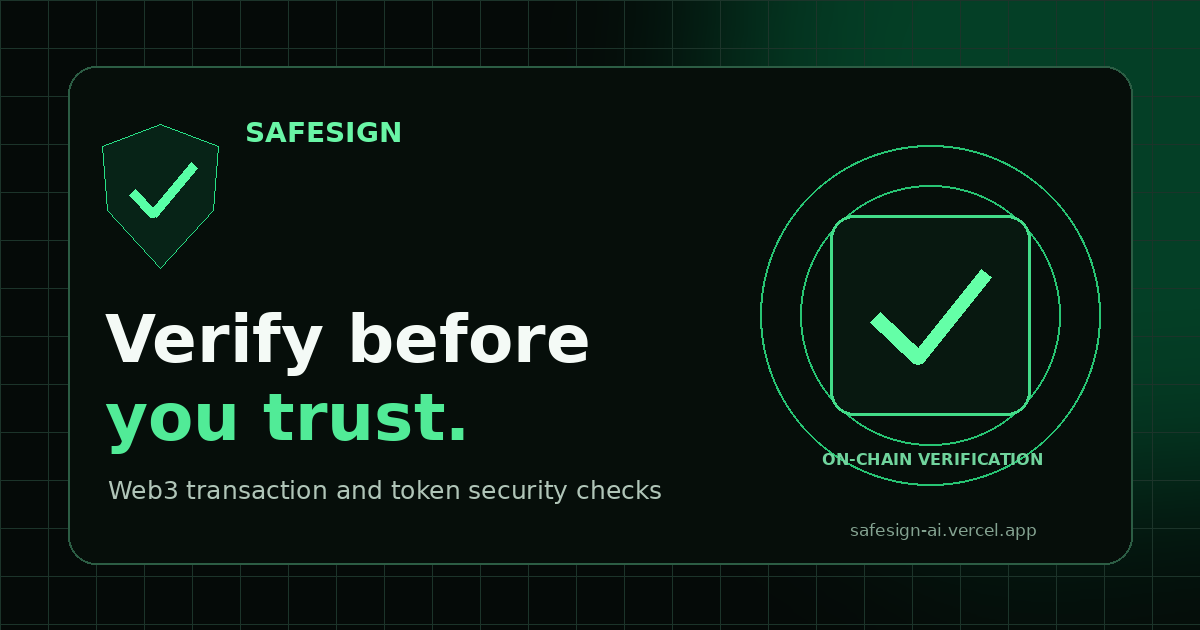 SAFESIGN
Verify before
you trust.
Web3 transaction and token security checks
ON-CHAIN VERIFICATION
safesign-ai.vercel.app